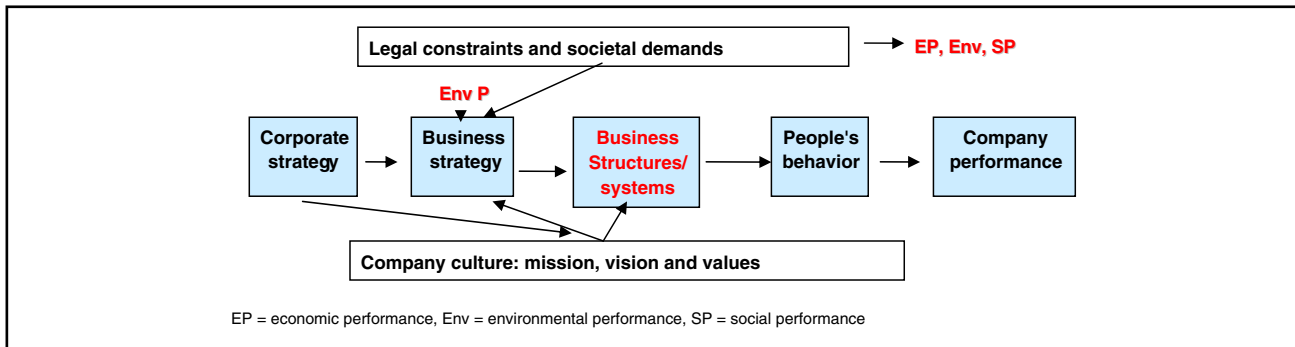 Legal constraints and societal demands
EP, Env, SP
Env P
Corporate
strategy
Business
strategy
Business
Structures/
systems
People's
behavior
Company
performance
Company culture: mission, vision and values
EP = economic performance, Env = environmental performance, SP = social performance